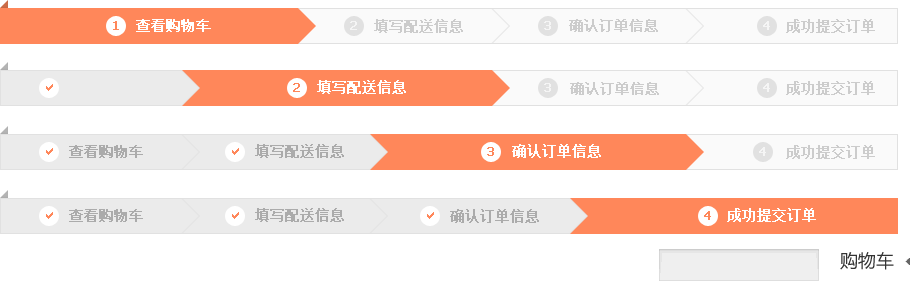 1 查看购物车 2 填写配送信息 3 确认订单信息 4 成功提交订单
2 填写配送信息 3 确认订单信息 4 成功提交订单
查看购物车 填写配送信息 3 确认订单信息 4 成功提交订单
查看购物车 填写配送信息 确认订单信息 4 成功提交订单
购物车